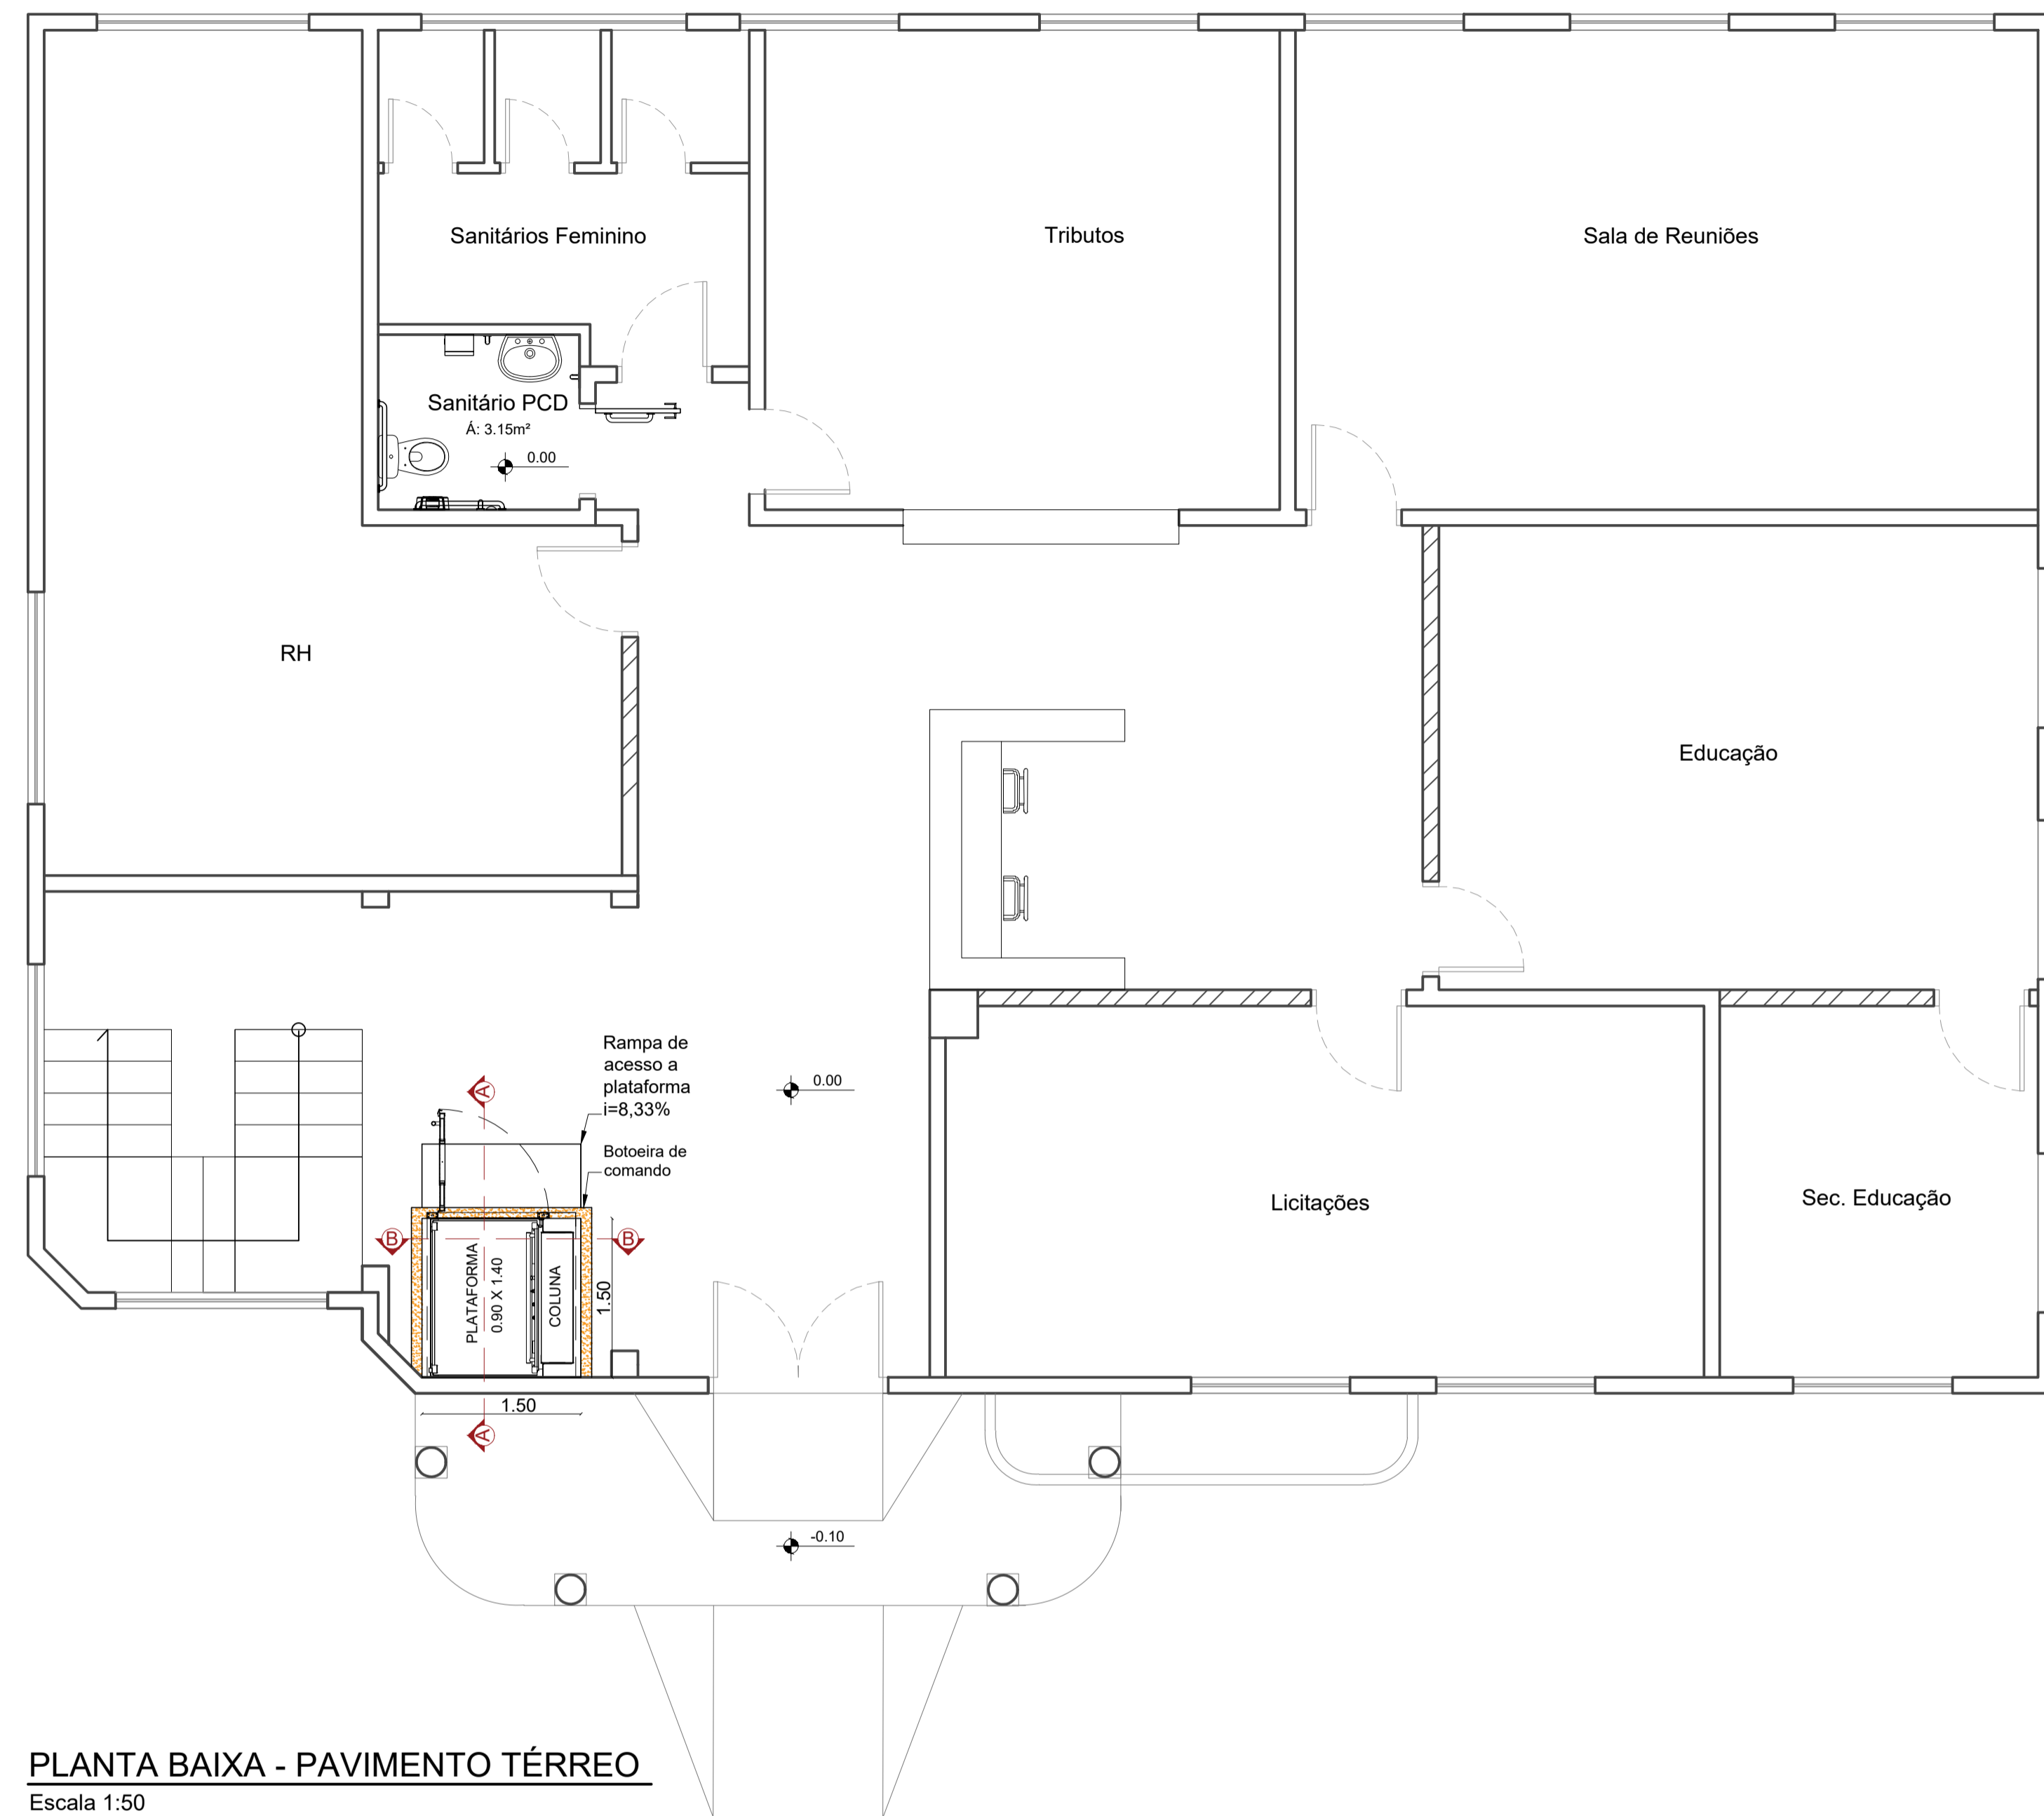 Sanitários Feminino
Tributos
Sala de Reuniões
Sanitário PCD
Á: 3.15m²
0.00
RH
Educação
Rampa de
acesso a
plataforma
i=8,33%
Botoeira de
comando
A
0.00
B
B
PLATAFORMA
0.90 X 1.40
COLUNA
1.50
Licitações
Sec. Educação
1.50
A
-0.10
PLANTA BAIXA - PAVIMENTO TÉRREO
Escala 1:50